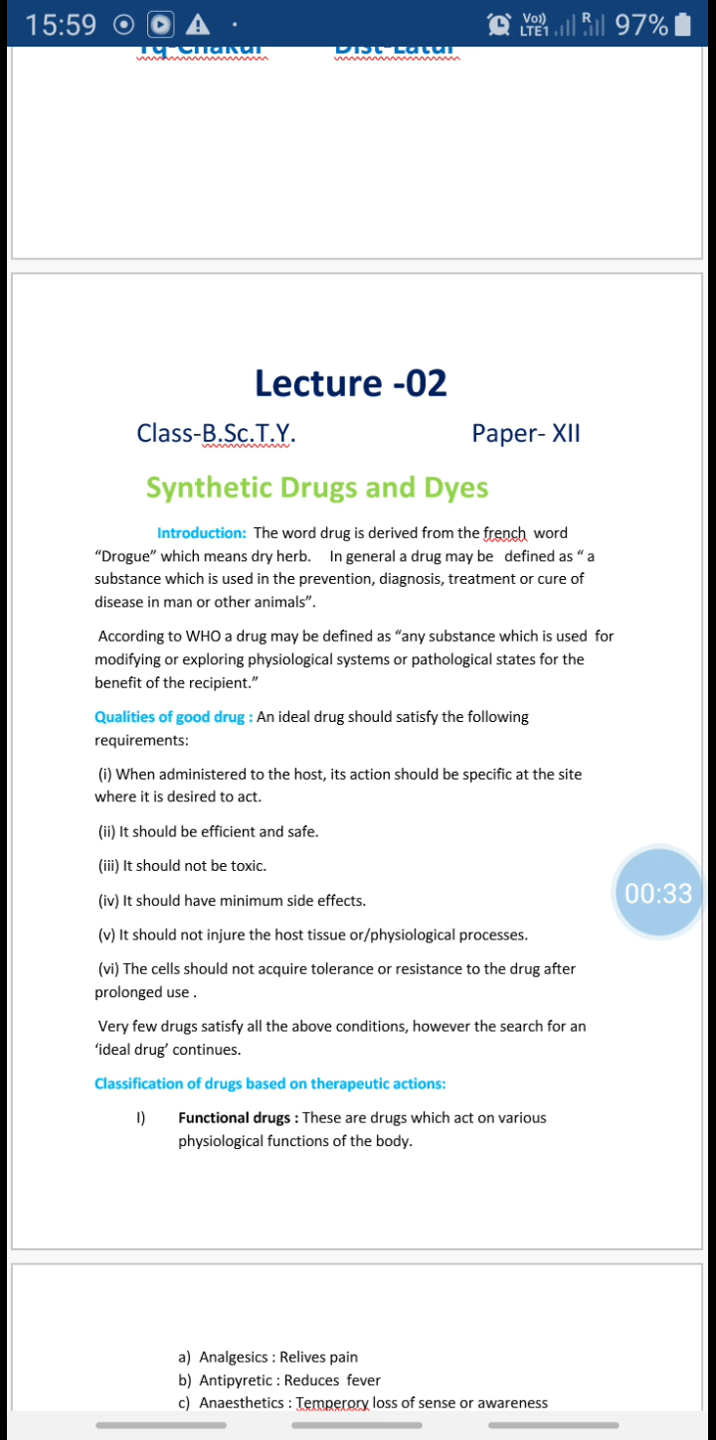 15:59
Vo)) LTE1 R 97%
Lecture -02
Class-B.Sc.T.Y. Paper- XII
Synthetic Drugs and Dyes
Introduction: The word drug is derived from the french word
“Drogue” which means dry herb. In general a drug may be defined as “ a
substance which is used in the prevention, diagnosis, treatment or cure of
disease in man or other animals”.
According to WHO a drug may be defined as “any substance which is used for
modifying or exploring physiological systems or pathological states for the
benefit of the recipient.”
Qualities of good drug : An ideal drug should satisfy the following
requirements:
(i) When administered to the host, its action should be specific at the site
where it is desired to act.
(ii) It should be efficient and safe.
(iii) It should not be toxic.
(iv) It should have minimum side effects.
00:33
(v) It should not injure the host tissue or/physiological processes.
(vi) The cells should not acquire tolerance or resistance to the drug after
prolonged use .
Very few drugs satisfy all the above conditions, however the search for an
‘ideal drug’ continues.
Classification of drugs based on therapeutic actions:
I) Functional drugs : These are drugs which act on various
physiological functions of the body.
a) Analgesics : Relives pain
b) Antipyretic : Reduces fever
c) Anaesthetics : Temperory loss of sense or awareness